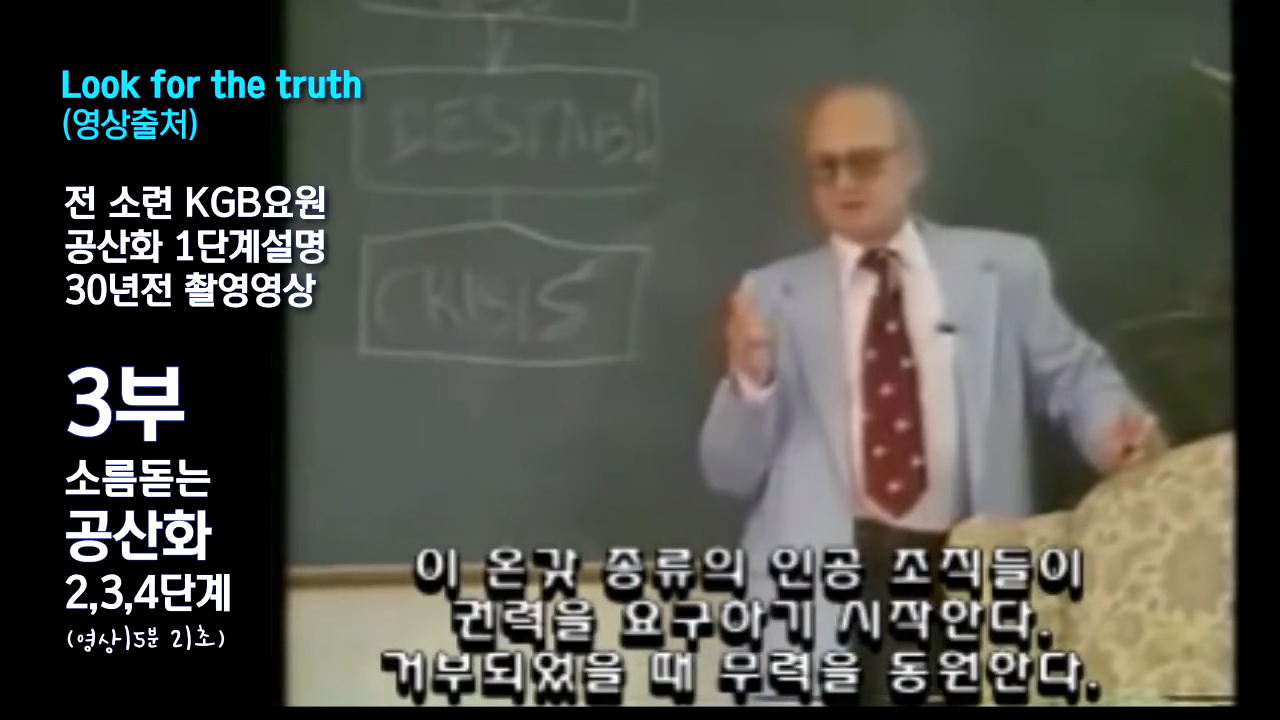 Look for the truth
(영상출처)
전 소련 KGB요원
공산화 1단계설명
30년전 촬영영상
3부
소름돋는
공산화
2,3,4단계
(영상15분 21초)
DESTAB!
CRISIS
이 온갖 종류의 인공 조직들이
권력을 요구하기 시작한다.
거부되었을 때 무력을 동원한다.